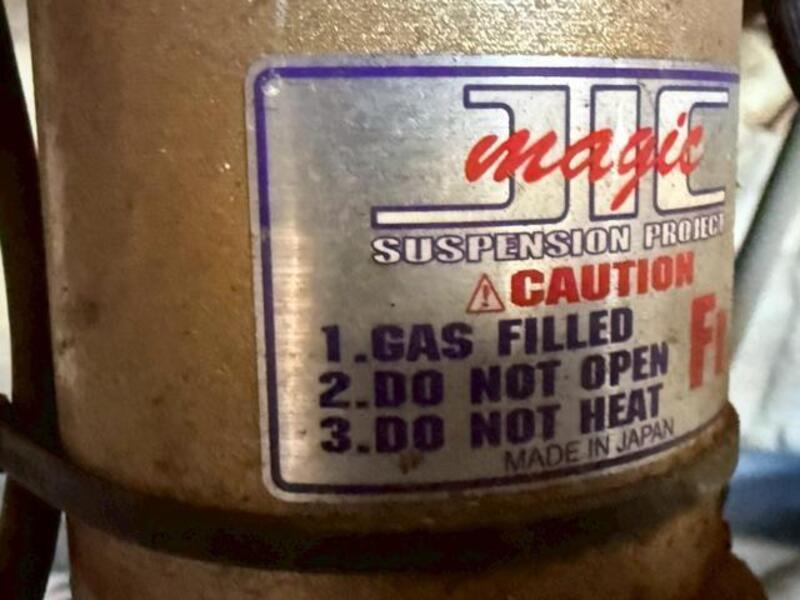 JIC
magic
SUSPENSION PROJECT
CAUTION
1.GAS FILLED
2.DO NOT OPEN
3.DO NOT HEAT
MADE IN JAPAN